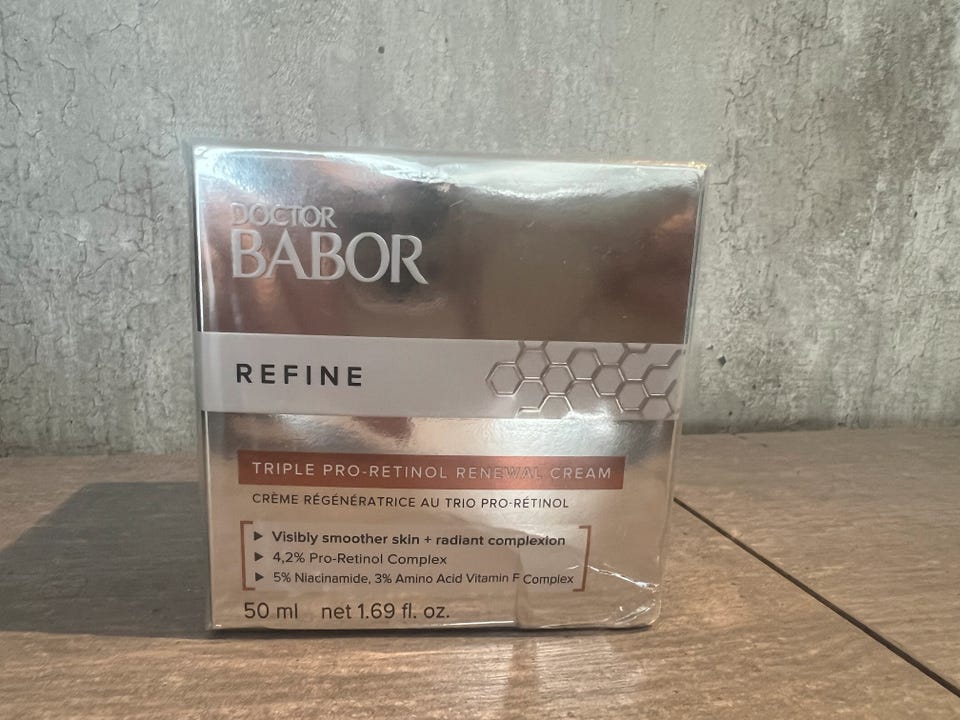 DOCTOR
BABOR
REFINE
TRIPLE PRO-RETINOL RENEWAL CREAM
CRÈME RÉGÉNÉRATRICE AU TRIO PRO-RÉTINOL
▶ Visibly smoother skin + radiant complexion
▶ 4,2% Pro-Retinol Complex
▶ 5% Niacinamide, 3% Amino Acid Vitamin F Complex
50 ml net 1.69 fl. oz.